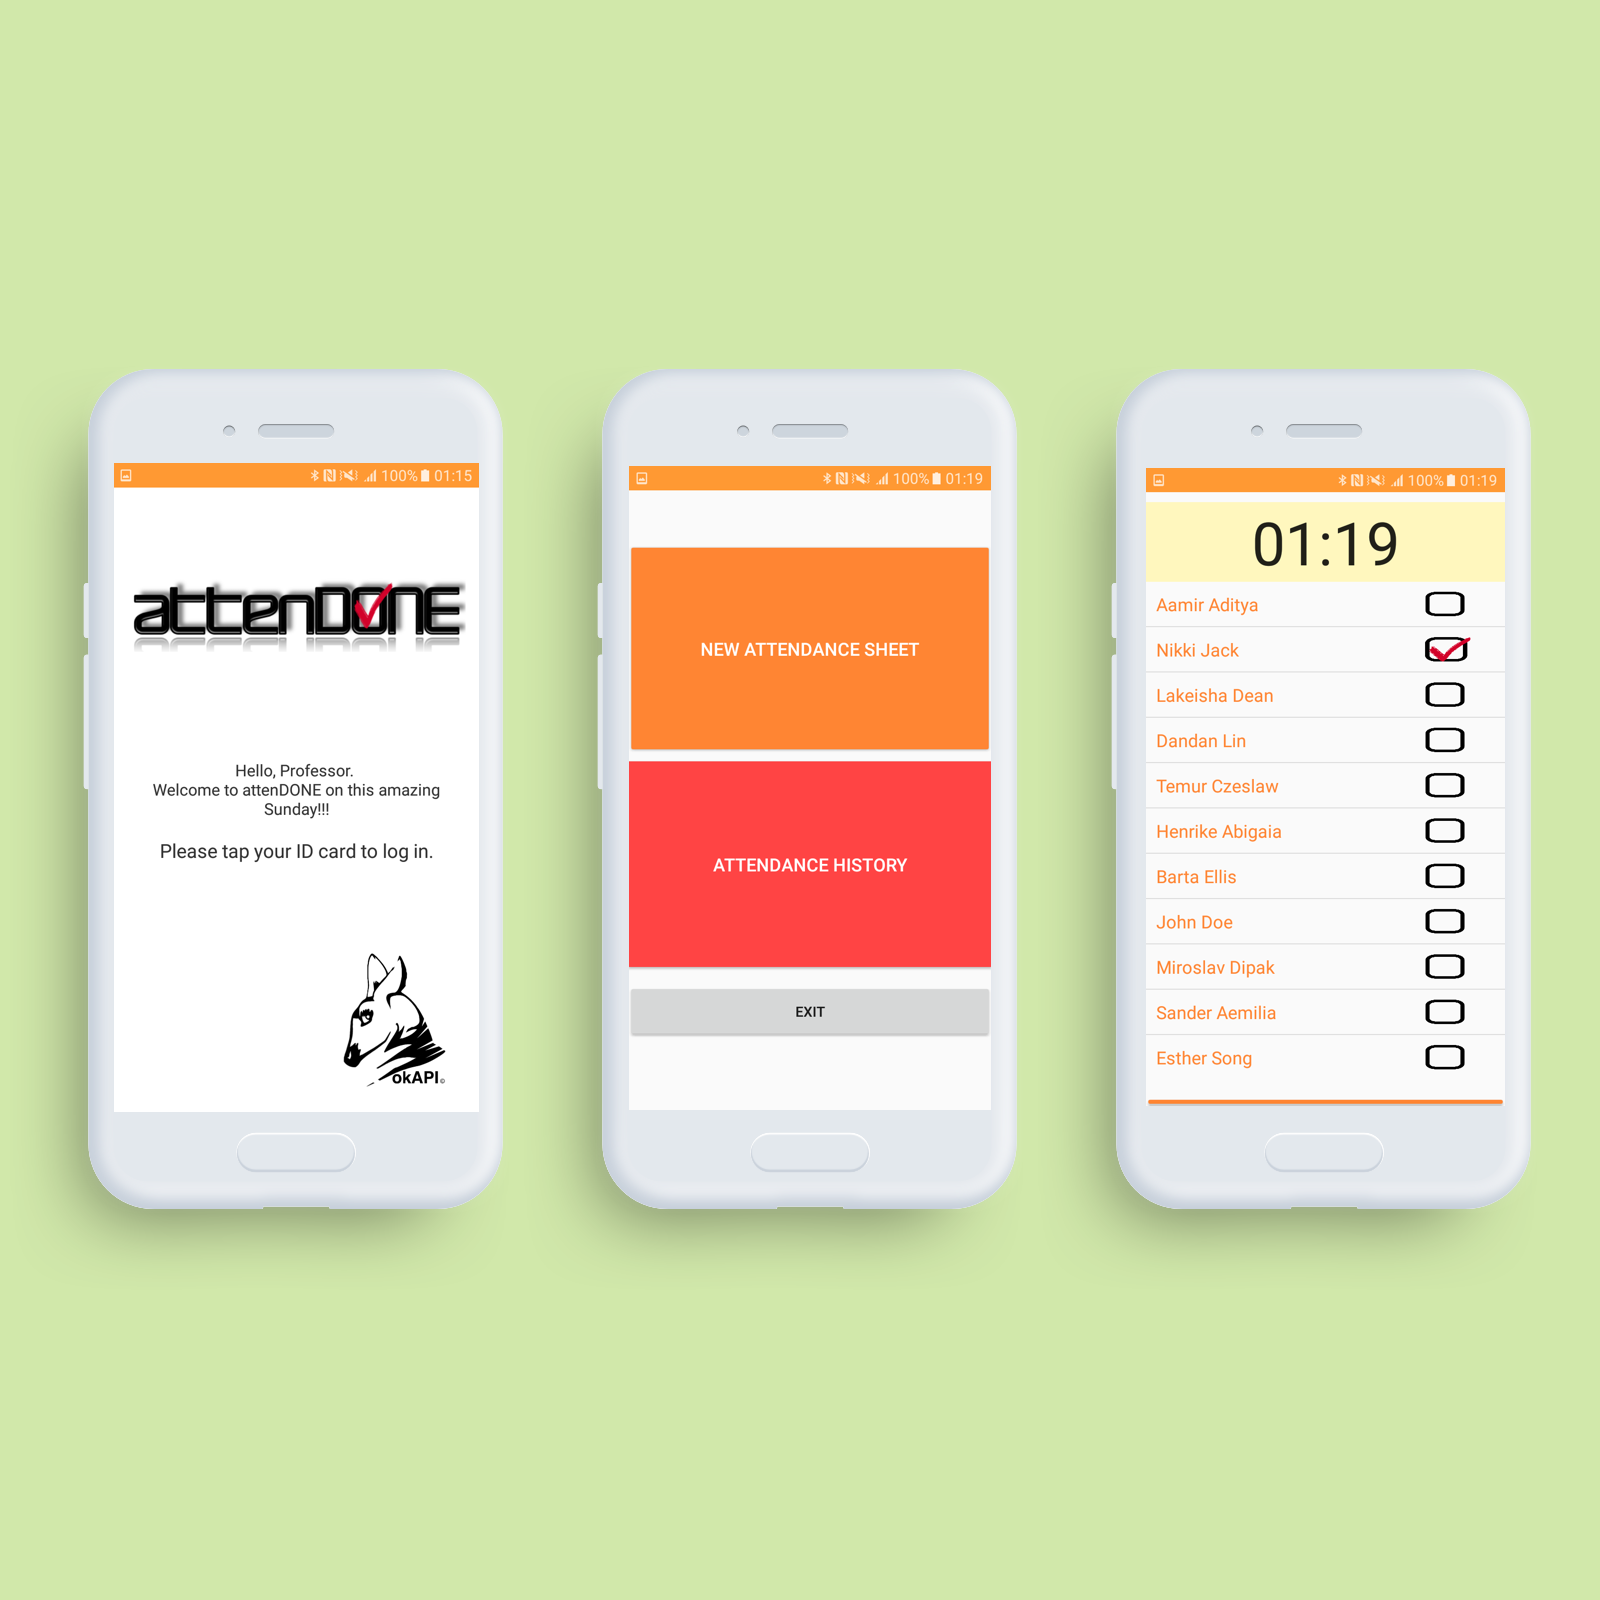 100% 01:15
attenDONE
Hello, Professor.
Welcome to attenDONE on this amazing
Sunday!!!
Please tap your ID card to log in.
okAPI©
100% 01:19
NEW ATTENDANCE SHEET
ATTENDANCE HISTORY
EXIT
100% 01:19
01:19
Aamir Aditya
Nikki Jack
Lakeisha Dean
Dandan Lin
Temur Czeslaw
Henrike Abigaia
Barta Ellis
John Doe
Miroslav Dipak
Sander Aemilia
Esther Song